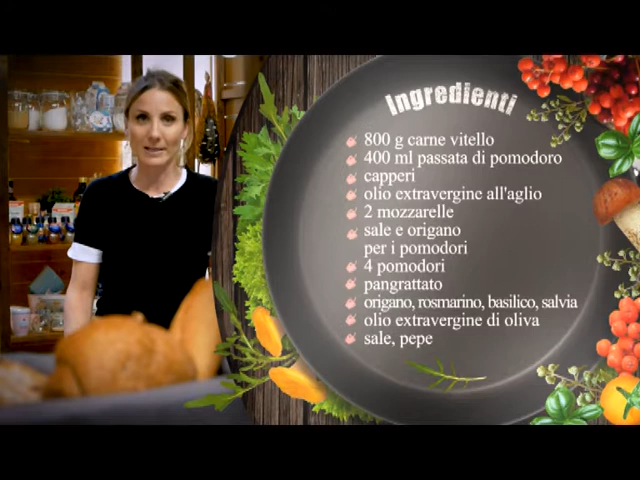 Ingredienti
800 g carne vitello
400 ml passata di pomodoro
capperi
olio extravergine all'aglio
2 mozzarelle
sale e origano
per i pomodori
4 pomodori
pangrattato
origano, rosmarino, basilico, salvia
olio extravergine di oliva
sale, pepe